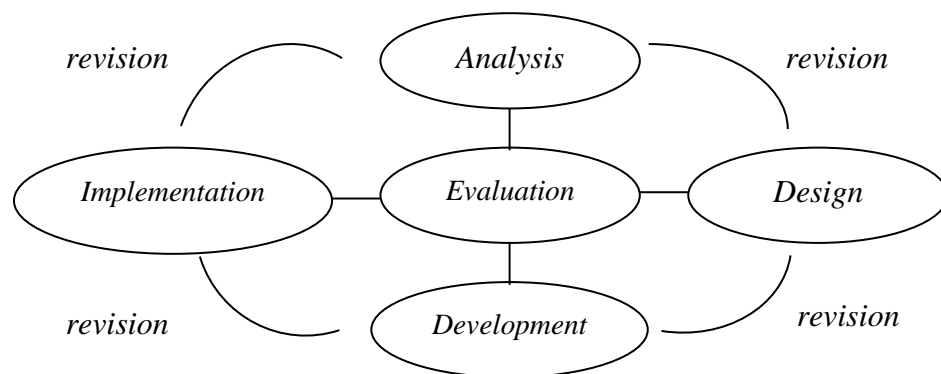 Analysis
revision
revision
Implementation
Evaluation
Design
revision
Development
revision